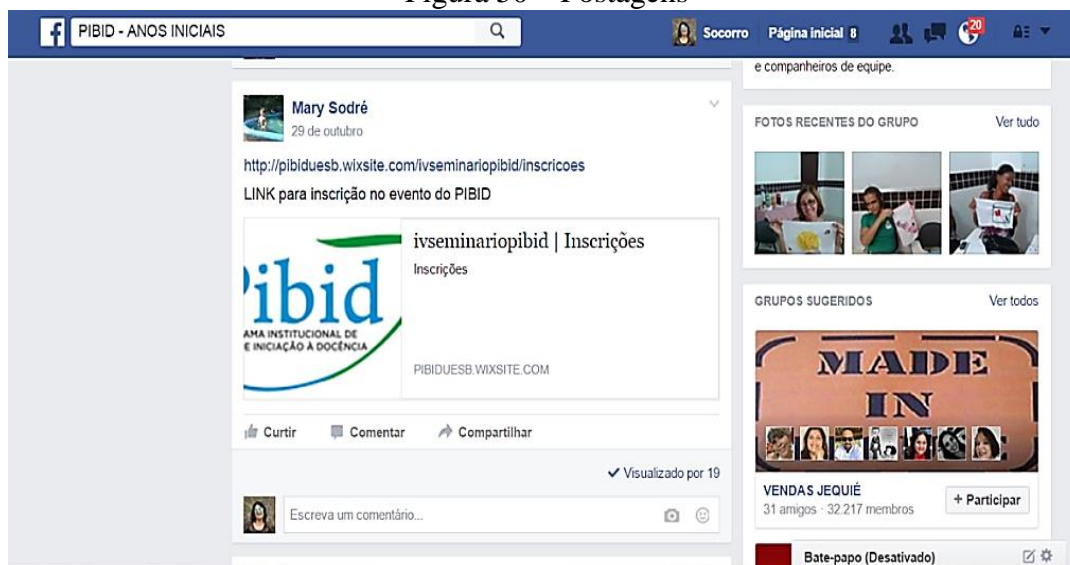 Figura 36 – Postagens
PIBID - ANOS INICIAIS
Socorro
Página inicial 8
20
Mary Sodré
29 de outubro
http://pibiduesb.wixsite.com/ivseminariopibid/inscricoes
LINK para inscrição no evento do PIBID
ibid
AMA INSTITUCIONAL DE
E INICIAÇÃO À DOCÊNCIA
ivseminariopibid | Inscrições
Inscrições
PIBIDUESB.WIXSITE.COM
Curtir Comentar Compartilhar
Visualizado por 19
Escreva um comentário...
e companheiros de equipe.
FOTOS RECENTES DO GRUPO Ver tudo
GRUPOS SUGERIDOS Ver todos
MADE
IN
VENDAS JEQUIÉ
31 amigos · 32.217 membros
+ Participar
Bate-papo (Desativado)